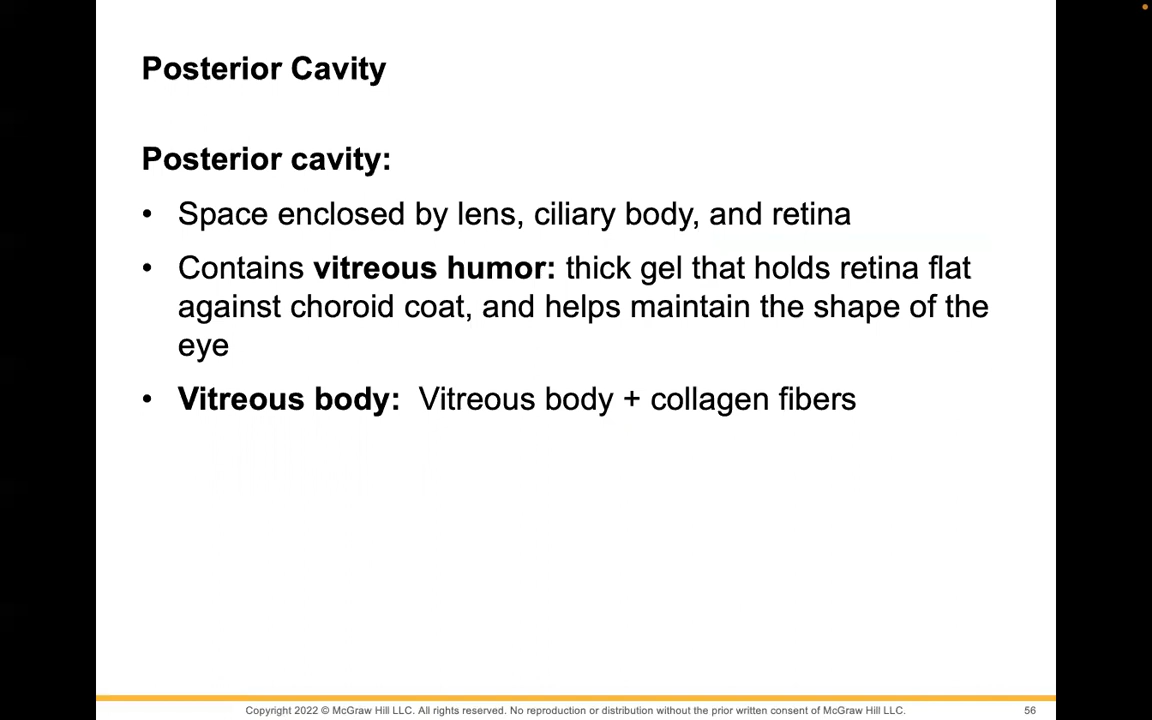 Posterior Cavity
Posterior cavity:
• Space enclosed by lens, ciliary body, and retina
• Contains vitreous humor: thick gel that holds retina flat
against choroid coat, and helps maintain the shape of the
eye
• Vitreous body: Vitreous body + collagen fibers
Copyright 2022 © McGraw Hill LLC. All rights reserved. No reproduction or distribution without the prior written consent of McGraw Hill LLC. 56